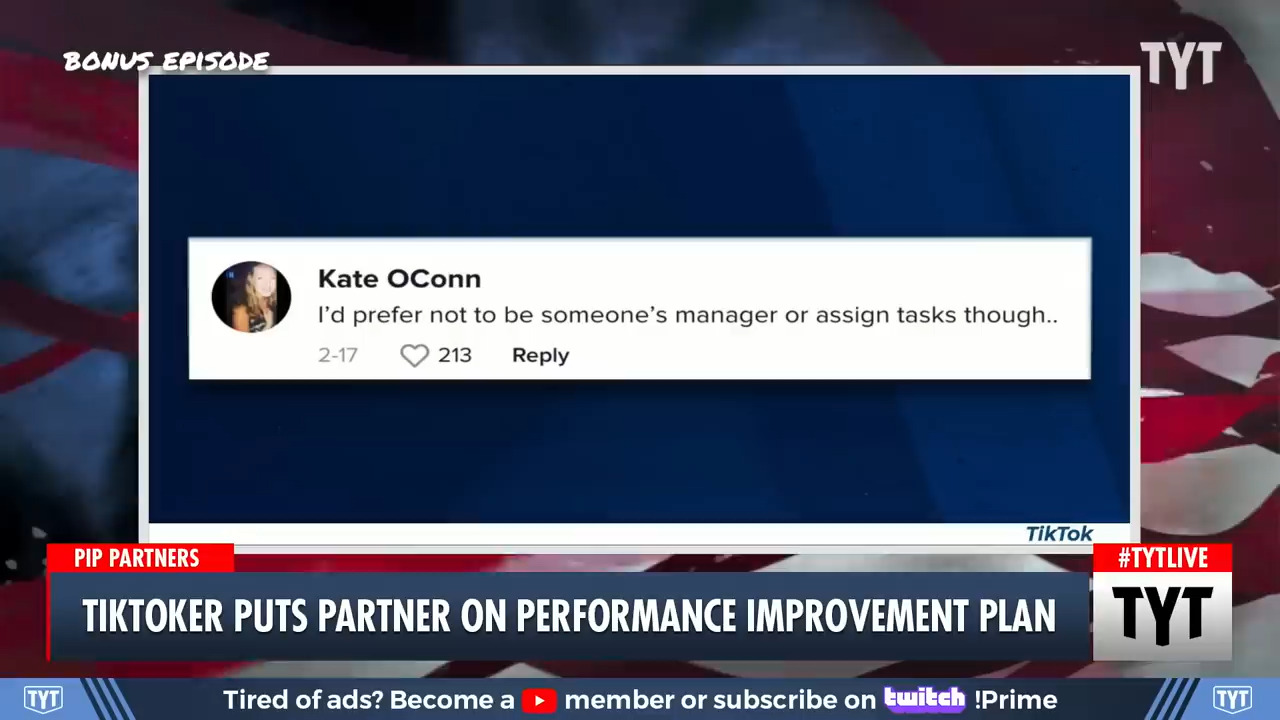 BONUS EPISODE
TYT
Kate OConn
I'd prefer not to be someone's manager or assign tasks though..
2-17 213 Reply
TikTok
PIP PARTNERS
#TYTLIVE
TIKTOKER PUTS PARTNER ON PERFORMANCE IMPROVEMENT PLAN
TYT
TYT
Tired of ads? Become a member or subscribe on twitch !Prime
TYT